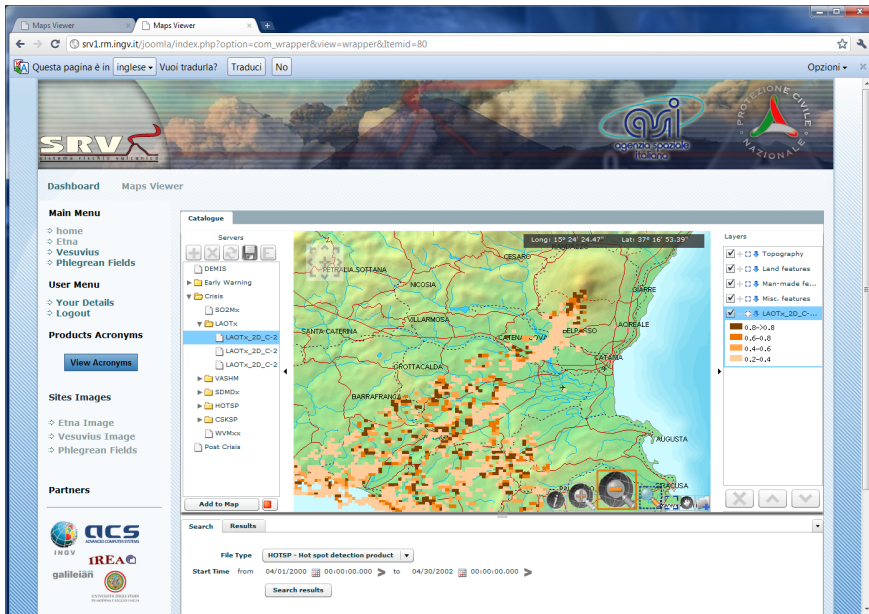 Maps Viewer
Maps Viewer
srv1.rm.ingv.it/joomla/index.php?option=com_wrapper&view=wrapper&Itemid=80
Questa pagina è in inglese Vuoi tradurla? Traduci No Opzioni
SRV
sistema rischio vulcanico
asi
agenzia spaziale
italiana
PROTEZIONE CIVILE
NAZIONALE
Dashboard Maps Viewer
Main Menu
home
Etna
Vesuvius
Phlegrean Fields
User Menu
Your Details
Logout
Products Acronyms
View Acronyms
Sites Images
Etna Image
Vesuvius Image
Phlegrean Fields
Partners
INGV
acs
ADVANCED COMPUTER SYSTEMS
IREA
galileian
Catalogue
Servers
E
DEMIS
Early Warning
Crisis
SO2Mx
LAOTx
LAOTx_2D_C-2
LAOTx_2D_C-2
LAOTx_2D_C-2
VASHM
SDMDx
HOTSP
CSKSP
WVMxx
Post Crisis
Add to Map
Long: 15° 24' 24.47" Lat: 37° 16' 53.39"
CESARO
PETRALIA SOTTANA
NICOSIA
GIARRE
VILLARMOSA
ACIREALE
SANTA CATERINA
GROTTACALDA
CATANIA
BARRAFRANCA
AUGUSTA
Layers
Topography
Land features
Man-made fe...
Misc. features
LAOTx_2D_C-...
0.8->0.8
0.6-0.8
0.4-0.6
0.2-0.4
Search Results
File Type HOTSP - Hot spot detection product
Start Time from 04/01/2000 00:00:00.000 to 04/30/2002 00:00:00.000
Search results